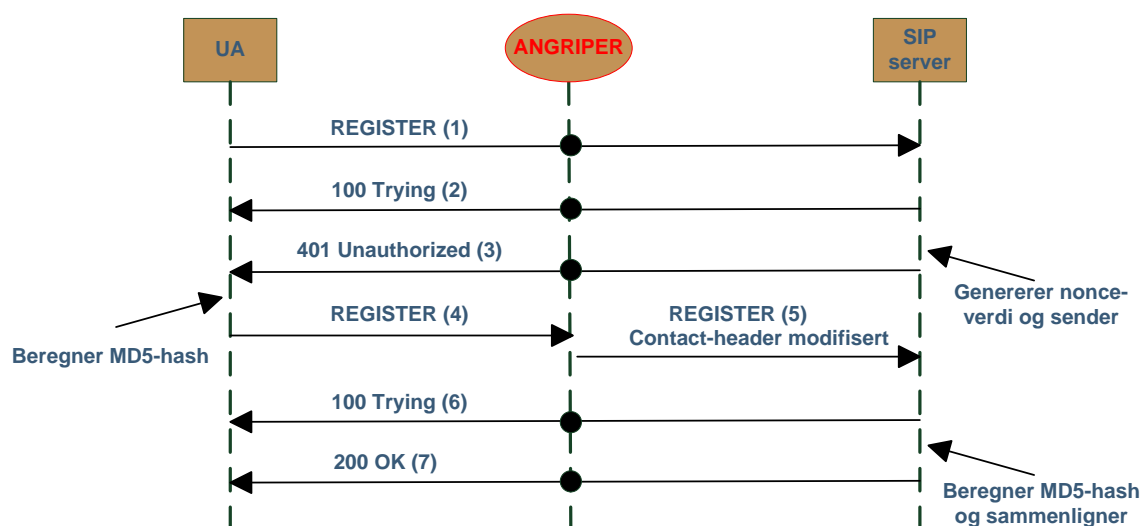 UA
ANGRIPER
SIP
server
REGISTER (1)
100 Trying (2)
401 Unauthorized (3)
Genererer nonce-
verdi og sender
REGISTER (4)
REGISTER (5)
Contact-header modifisert
Beregner MD5-hash
100 Trying (6)
200 OK (7)
Beregner MD5-hash
og sammenligner